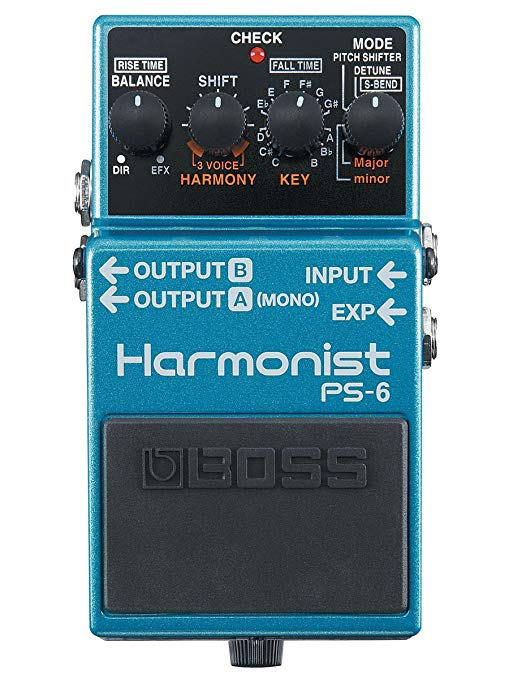 CHECK
RISE TIME
BALANCE
DIR
EFX
SHIFT
3 VOICE
HARMONY
FALL TIME
C
C#
D
E♭
E
F
F#
G
G#
A
B♭
B
KEY
MODE
PITCH SHIFTER
DETUNE
S-BEND
Major
minor
OUTPUT B
INPUT
OUTPUT A (MONO)
EXP
Harmonist
PS-6
BOSS